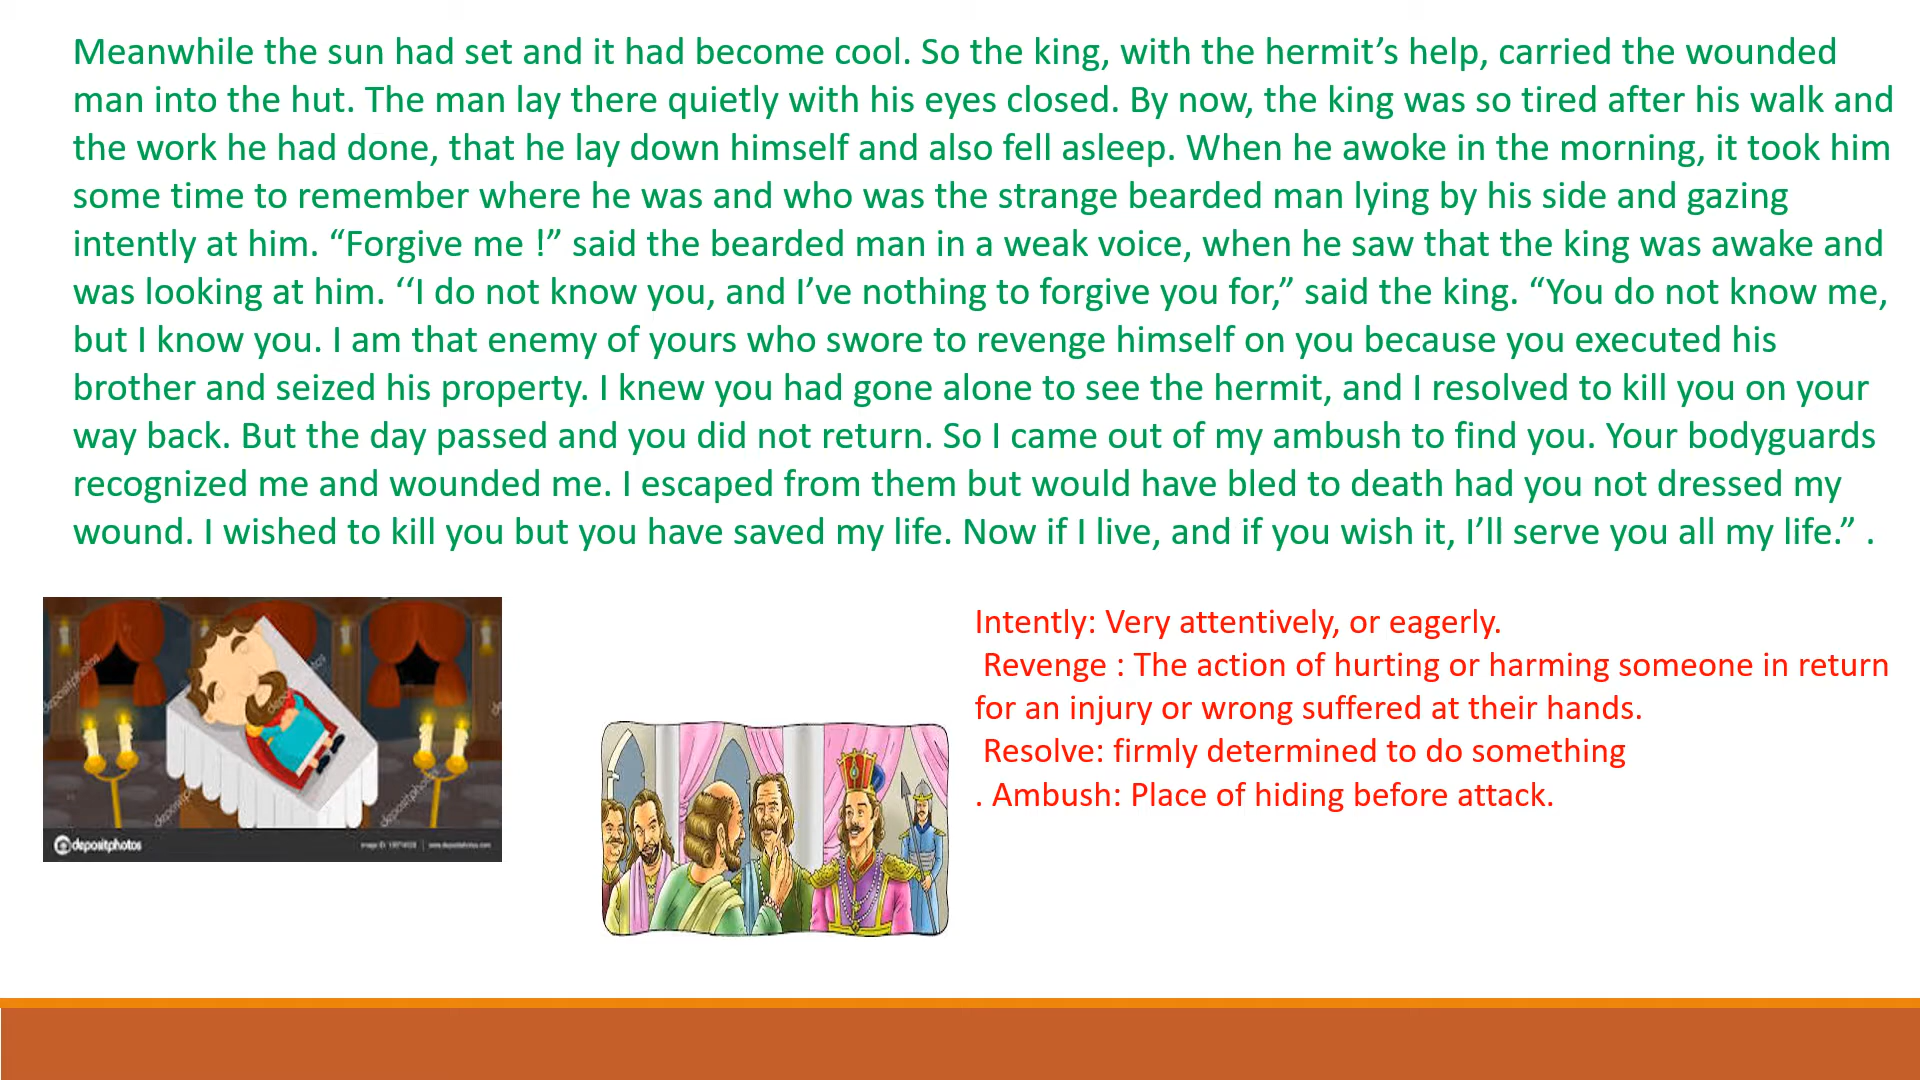 Meanwhile the sun had set and it had become cool. So the king, with the hermit’s help, carried the wounded
man into the hut. The man lay there quietly with his eyes closed. By now, the king was so tired after his walk and
the work he had done, that he lay down himself and also fell asleep. When he awoke in the morning, it took him
some time to remember where he was and who was the strange bearded man lying by his side and gazing
intently at him. “Forgive me !” said the bearded man in a weak voice, when he saw that the king was awake and
was looking at him. ‘‘I do not know you, and I’ve nothing to forgive you for,” said the king. “You do not know me,
but I know you. I am that enemy of yours who swore to revenge himself on you because you executed his
brother and seized his property. I knew you had gone alone to see the hermit, and I resolved to kill you on your
way back. But the day passed and you did not return. So I came out of my ambush to find you. Your bodyguards
recognized me and wounded me. I escaped from them but would have bled to death had you not dressed my
wound. I wished to kill you but you have saved my life. Now if I live, and if you wish it, I’ll serve you all my life.” .
Intently: Very attentively, or eagerly.
Revenge : The action of hurting or harming someone in return
for an injury or wrong suffered at their hands.
Resolve: firmly determined to do something
. Ambush: Place of hiding before attack.
depositphotos
depositphotos
depositphotos
www.depositphotos.com